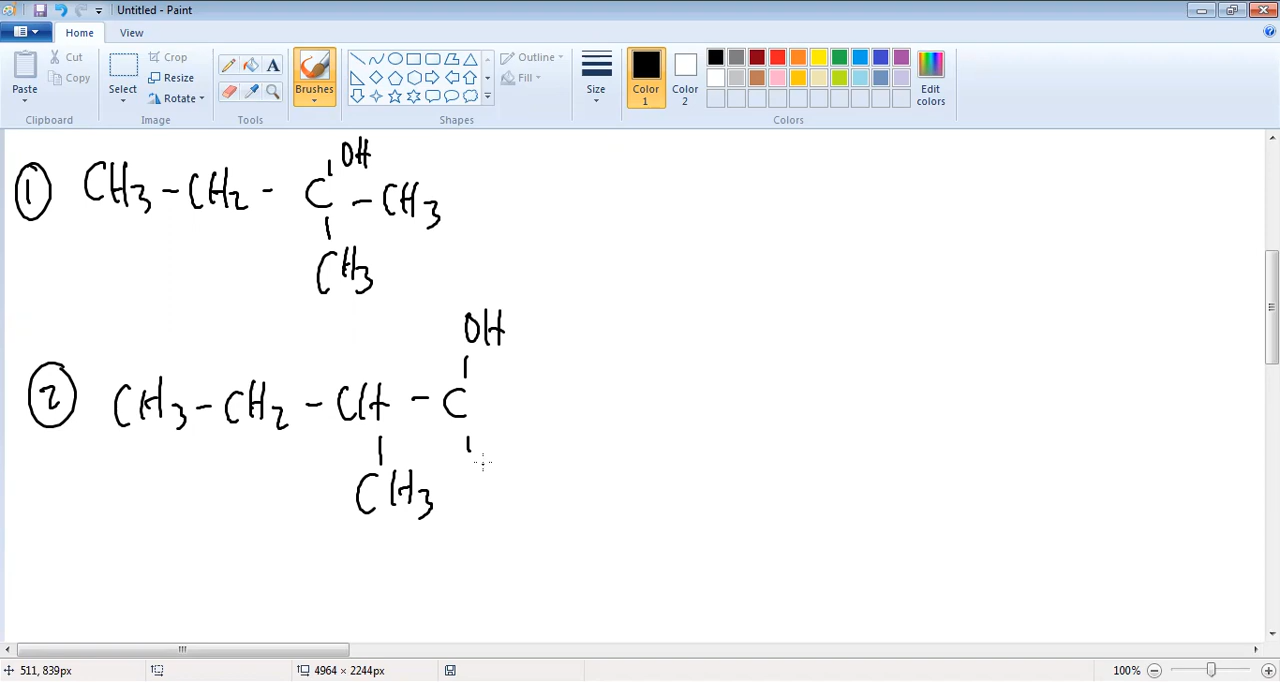 Untitled - Paint
Home View
Cut
Copy
Paste
Clipboard
Select
Crop
Resize
Rotate
Image
A
Tools
Brushes
Outline
Fill
Shapes
Size
Color 1
Color 2
Edit colors
Colors
OH
① CH3 - CH2 - C - CH3
CH3
OH
② CH3 - CH2 - CH - C
CH3
511, 839px
4964 × 2244px
100%